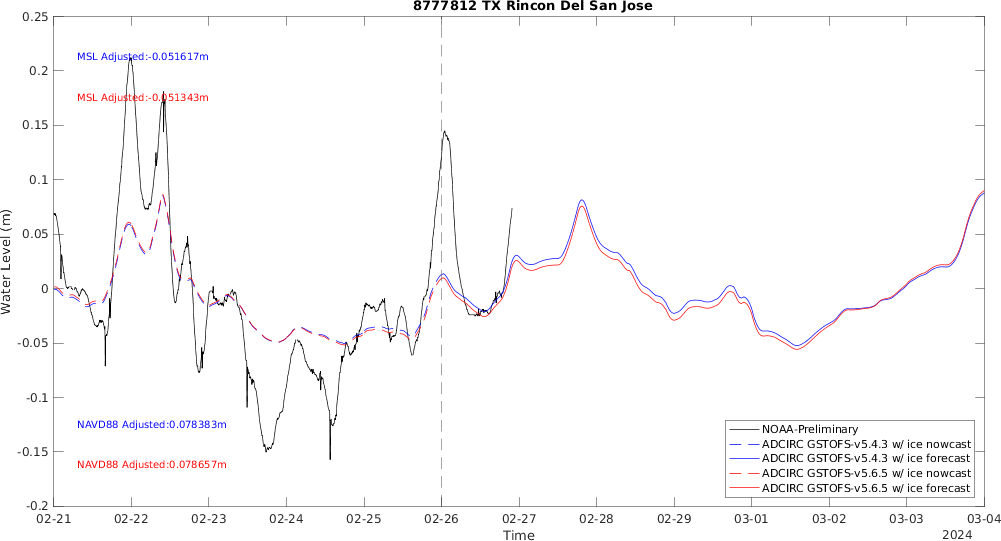 8777812 TX Rincon Del San Jose
0.25
0.2
0.15
0.1
0.05
0
-0.05
-0.1
-0.15
-0.2
Water Level (m)
MSL Adjusted:-0.051617m
MSL Adjusted:-0.051343m
NAVD88 Adjusted:0.078383m
NAVD88 Adjusted:0.078657m
NOAA-Preliminary
ADCIRC GSTOFS-v5.4.3 w/ ice nowcast
ADCIRC GSTOFS-v5.4.3 w/ ice forecast
ADCIRC GSTOFS-v5.6.5 w/ ice nowcast
ADCIRC GSTOFS-v5.6.5 w/ ice forecast
02-21 02-22 02-23 02-24 02-25 02-26 02-27 02-28 02-29 03-01 03-02 03-03 03-04
Time
2024